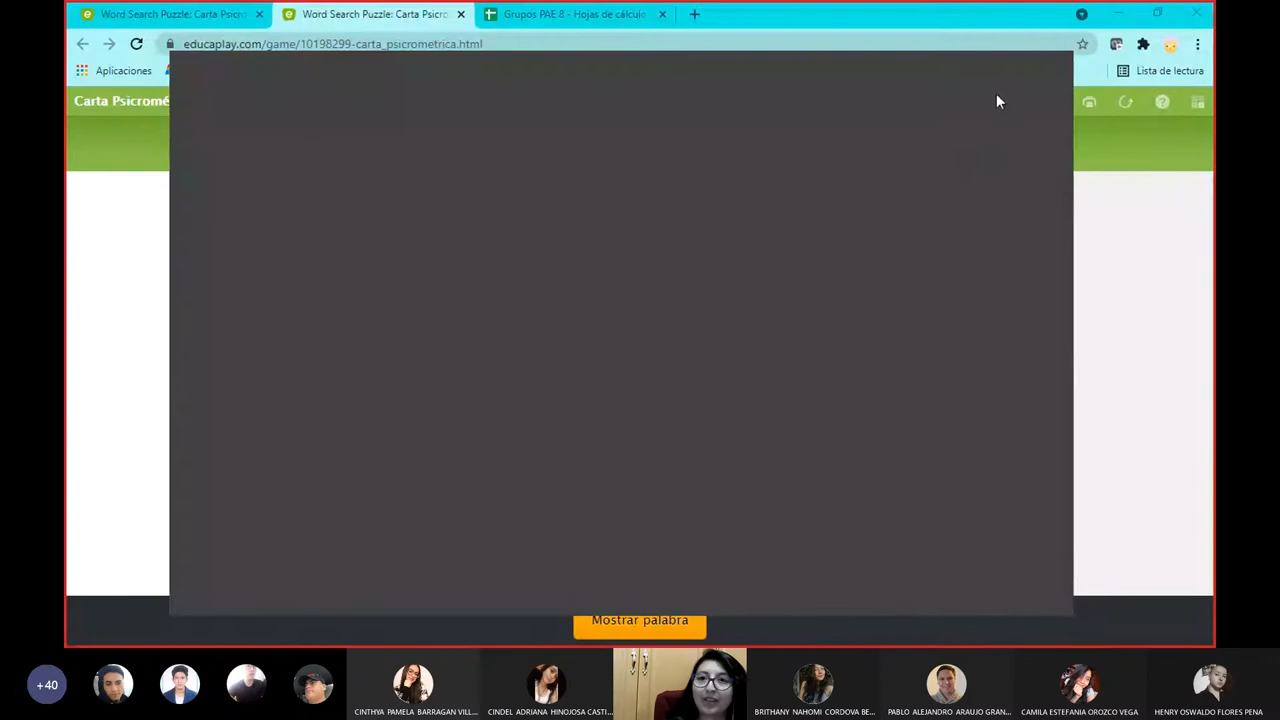 Word Search Puzzle: Carta Psicro
Word Search Puzzle: Carta Psicro
Grupos PAE 8 - Hojas de cálculo
educaplay.com/game/10198299-carta_psicrometrica.html
Aplicaciones
Lista de lectura
Carta Psicromé
Mostrar palabra
+40
CINTHYA PAMELA BARRAGAN VILL...
CINDEL ADRIANA HINOJOSA CASTI...
BRITHANY NAHOMI CORDOVA BE...
PABLO ALEJANDRO ARAUJO GRAN...
CAMILA ESTEFANIA OROZCO VEGA
HENRY OSWALDO FLORES PENA